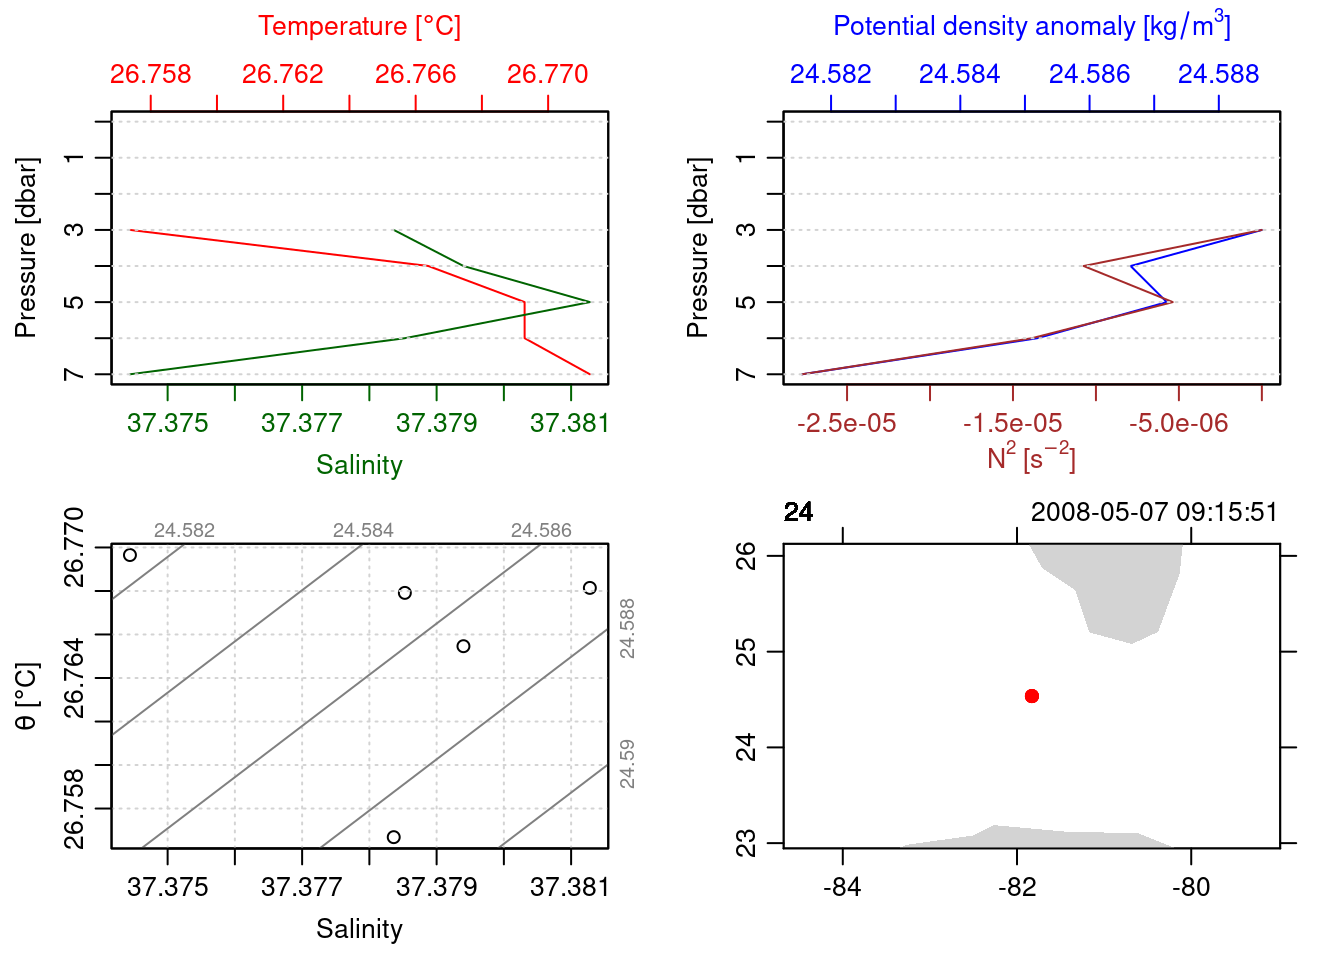 Temperature [°C]
26.758 26.762 26.766 26.770
Pressure [dbar]
1
3
5
7
37.375 37.377 37.379 37.381
Salinity
Potential density anomaly [kg/m³]
24.582 24.584 24.586 24.588
Pressure [dbar]
1
3
5
7
-2.5e-05 -1.5e-05 -5.0e-06
N² [s⁻²]
24.582 24.584 24.586
24.588
24.59
θ [°C]
26.770
26.764
26.758
37.375 37.377 37.379 37.381
Salinity
24 2008-05-07 09:15:51
26
25
24
23
-84 -82 -80